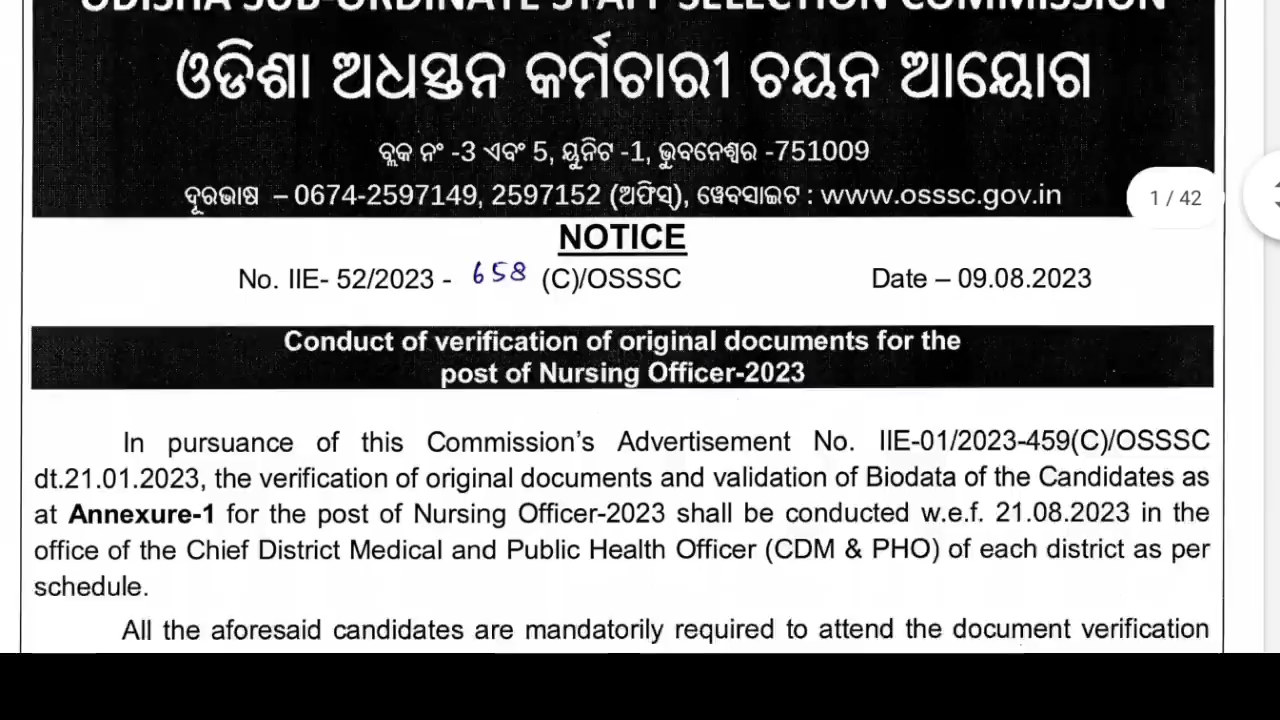 ODISHA SUB-ORDINATE STAFF SELECTION COMMISSION
ଓଡିଶା ଅଧସ୍ତନ କର୍ମଚାରୀ ଚୟନ ଆୟୋଗ
ବ୍ଲକ ନଂ -3 ଏବଂ 5, ୟୁନିଟ -1, ଭୁବନେଶ୍ୱର -751009
ଦୂରଭାଷ – 0674-2597149, 2597152 (ଅଫିସ୍), ୱେବସାଇଟ : www.osssc.gov.in
1 / 42
NOTICE
No. IIE- 52/2023 - 658 (C)/OSSSC Date – 09.08.2023
Conduct of verification of original documents for the
post of Nursing Officer-2023
In pursuance of this Commission's Advertisement No. IIE-01/2023-459(C)/OSSSC
dt.21.01.2023, the verification of original documents and validation of Biodata of the Candidates as
at Annexure-1 for the post of Nursing Officer-2023 shall be conducted w.e.f. 21.08.2023 in the
office of the Chief District Medical and Public Health Officer (CDM & PHO) of each district as per
schedule.
All the aforesaid candidates are mandatorily required to attend the document verification